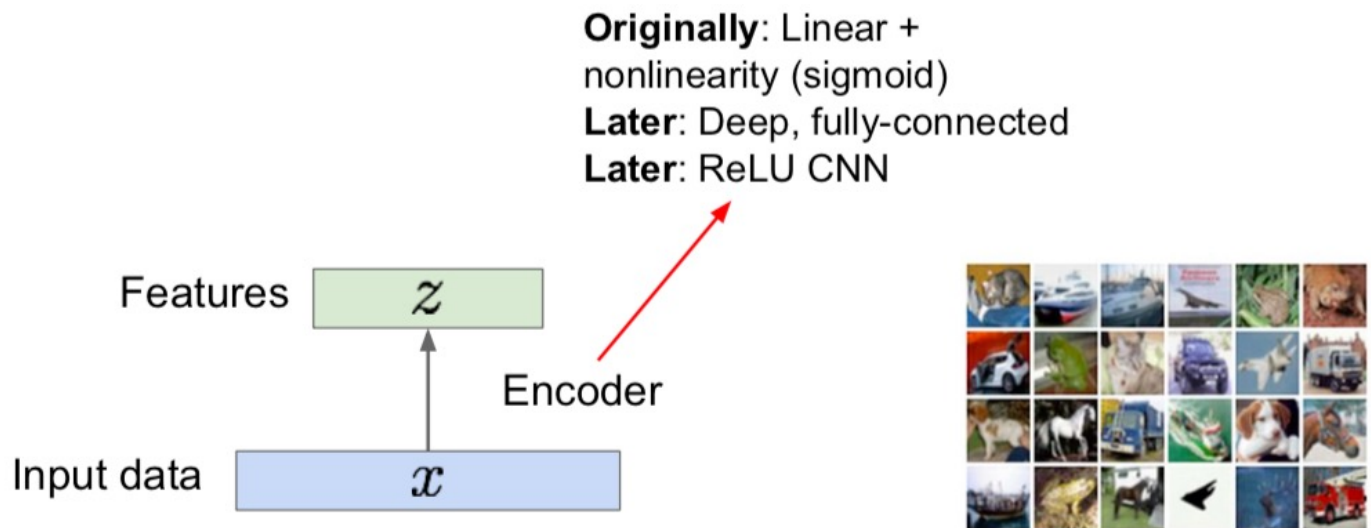 Originally: Linear +
nonlinearity (sigmoid)
Later: Deep, fully-connected
Later: ReLU CNN
Features
z
Encoder
Input data
x